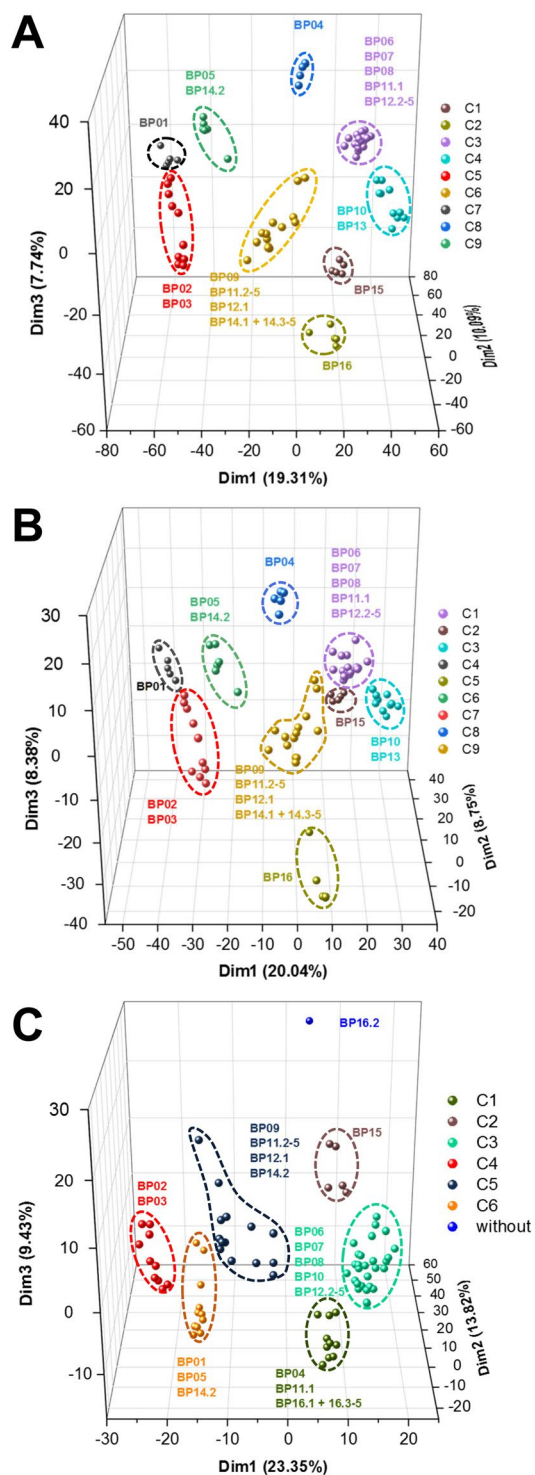 A
BP04
BP06
BP07
BP08
BP11.1
BP12.2-5
BP05
BP14.2
BP01
C1
C2
C3
C4
C5
C6
C7
C8
C9
40
20
0
-20
-40
-60
Dim3 (7.74%)
BP10
BP13
BP02
BP03
BP09
BP11.2-5
BP12.1
BP14.1 + 14.3-5
BP15
BP16
80
60
40
20
0
-20
-40
-60
Dim2 (10.09%)
-80
-60
-40
-20
0
20
40
60
Dim1 (19.31%)
B
BP04
BP06
BP07
BP08
BP11.1
BP12.2-5
BP05
BP14.2
BP01
C1
C2
C3
C4
C5
C6
C7
C8
C9
30
20
10
0
-10
-20
-30
-40
Dim3 (8.38%)
BP15
BP10
BP13
BP02
BP03
BP09
BP11.2-5
BP12.1
BP14.1 + 14.3-5
BP16
40
30
20
10
0
-10
-20
Dim2 (8.75%)
-50
-40
-30
-20
-10
0
10
20
30
40
Dim1 (20.04%)
C
BP16.2
C1
C2
C3
C4
C5
C6
without
30
20
10
0
-10
Dim3 (9.43%)
BP09
BP11.2-5
BP12.1
BP14.2
BP15
BP02
BP03
BP06
BP07
BP08
BP10
BP12.2-5
BP01
BP05
BP14.2
BP04
BP11.1
BP16.1 + 16.3-5
60
50
40
30
20
10
0
-10
-20
Dim2 (13.82%)
-30
-20
-10
0
10
20
Dim1 (23.35%)